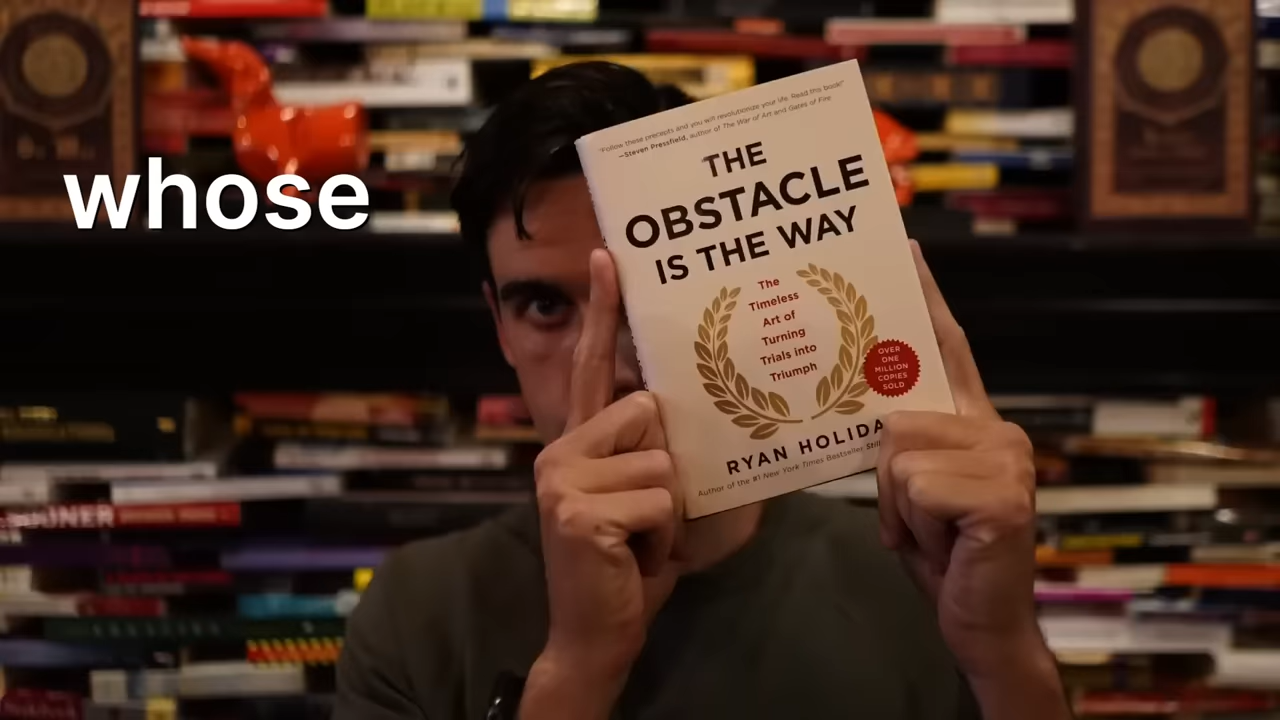 whose
"Follow these precepts and you will revolutionize your life. Read this book!"
—Steven Pressfield, author of The War of Art and Gates of Fire
THE
OBSTACLE
IS THE WAY
The
Timeless
Art of
Turning
Trials into
Triumph
OVER
ONE
MILLION
COPIES
SOLD
RYAN HOLIDA
Author of the #1 New York Times Bestseller Still